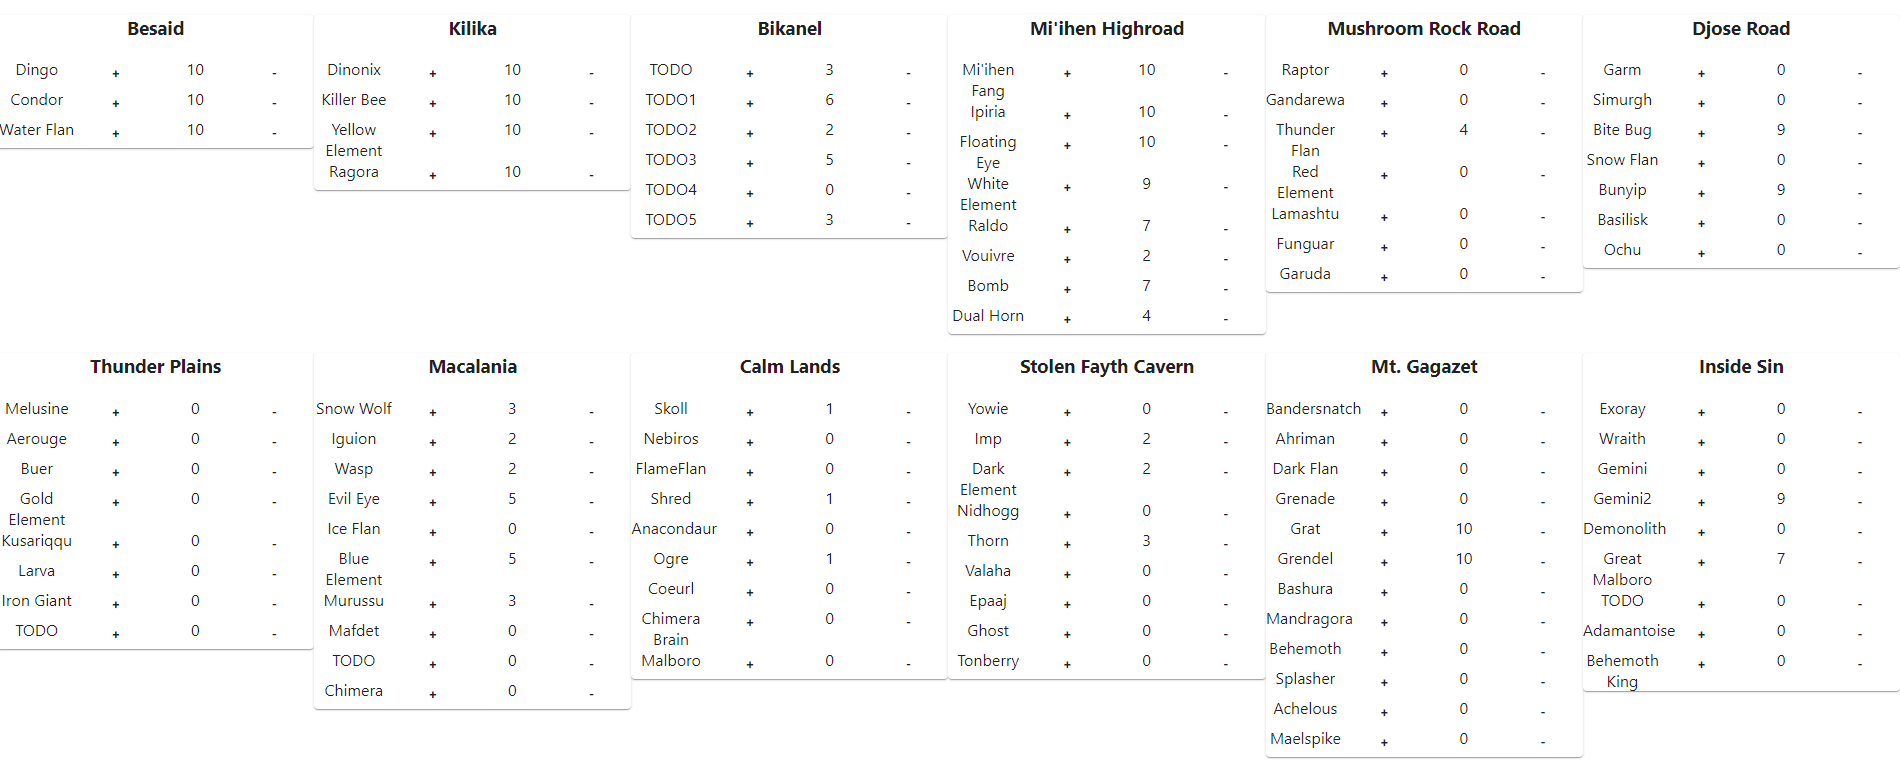 Besaid
Dingo + 10 -
Condor + 10 -
Water Flan + 10 -
Kilika
Dinonix + 10 -
Killer Bee + 10 -
Yellow + 10 -
Element
Ragora + 10 -
Bikanel
TODO + 3 -
TODO1 + 6 -
TODO2 + 2 -
TODO3 + 5 -
TODO4 + 0 -
TODO5 + 3 -
Mi'ihen Highroad
Mi'ihen + 10 -
Fang
Ipiria + 10 -
Floating + 10 -
Eye
White + 9 -
Element
Raldo + 7 -
Vouivre + 2 -
Bomb + 7 -
Dual Horn + 4 -
Mushroom Rock Road
Raptor + 0 -
Gandarewa + 0 -
Thunder + 4 -
Flan
Red + 0 -
Element
Lamashtu + 0 -
Funguar + 0 -
Garuda + 0 -
Djose Road
Garm + 0 -
Simurgh + 0 -
Bite Bug + 9 -
Snow Flan + 0 -
Bunyip + 9 -
Basilisk + 0 -
Ochu + 0 -
Thunder Plains
Melusine + 0 -
Aerouge + 0 -
Buer + 0 -
Gold + 0 -
Element
Kusariqqu + 0 -
Larva + 0 -
Iron Giant + 0 -
TODO + 0 -
Macalania
Snow Wolf + 3 -
Iguion + 2 -
Wasp + 2 -
Evil Eye + 5 -
Ice Flan + 0 -
Blue + 5 -
Element
Murussu + 3 -
Mafdet + 0 -
TODO + 0 -
Chimera + 0 -
Calm Lands
Skoll + 1 -
Nebiros + 0 -
FlameFlan + 0 -
Shred + 1 -
Anacondaur + 0 -
Ogre + 1 -
Coeurl + 0 -
Chimera + 0 -
Brain
Malboro + 0 -
Stolen Fayth Cavern
Yowie + 0 -
Imp + 2 -
Dark + 2 -
Element
Nidhogg + 0 -
Thorn + 3 -
Valaha + 0 -
Epaaj + 0 -
Ghost + 0 -
Tonberry + 0 -
Mt. Gagazet
Bandersnatch + 0 -
Ahriman + 0 -
Dark Flan + 0 -
Grenade + 0 -
Grat + 10 -
Grendel + 10 -
Bashura + 0 -
Mandragora + 0 -
Behemoth + 0 -
Splasher + 0 -
Achelous + 0 -
Maelspike + 0 -
Inside Sin
Exoray + 0 -
Wraith + 0 -
Gemini + 0 -
Gemini2 + 9 -
Demonolith + 0 -
Great + 7 -
Malboro
TODO + 0 -
Adamantoise + 0 -
Behemoth + 0 -
King